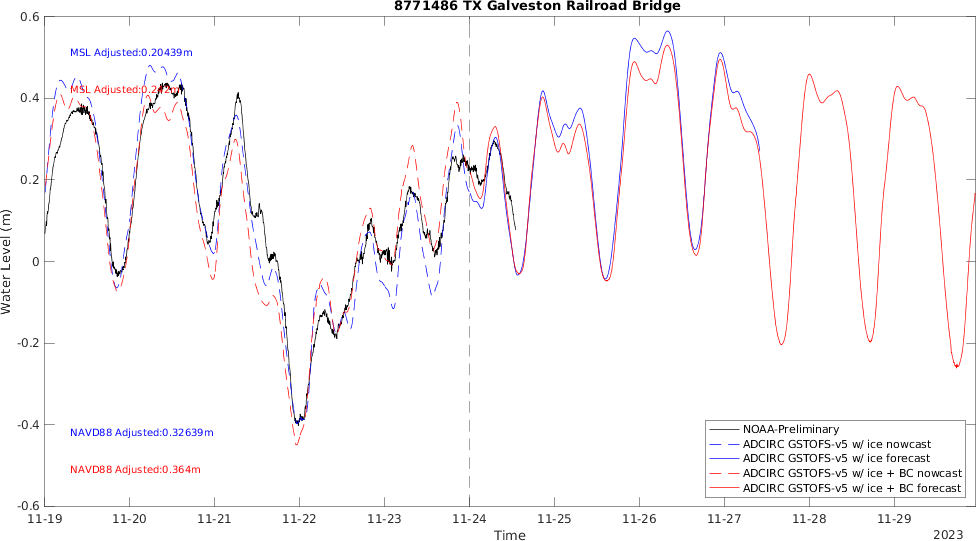 8771486 TX Galveston Railroad Bridge
0.6
MSL Adjusted:0.20439m
MSL Adjusted:0.242m
0.4
0.2
0
-0.2
-0.4
-0.6
Water Level (m)
NAVD88 Adjusted:0.32639m
NAVD88 Adjusted:0.364m
NOAA-Preliminary
ADCIRC GSTOFS-v5 w/ ice nowcast
ADCIRC GSTOFS-v5 w/ ice forecast
ADCIRC GSTOFS-v5 w/ ice + BC nowcast
ADCIRC GSTOFS-v5 w/ ice + BC forecast
11-19 11-20 11-21 11-22 11-23 11-24 11-25 11-26 11-27 11-28 11-29
Time
2023